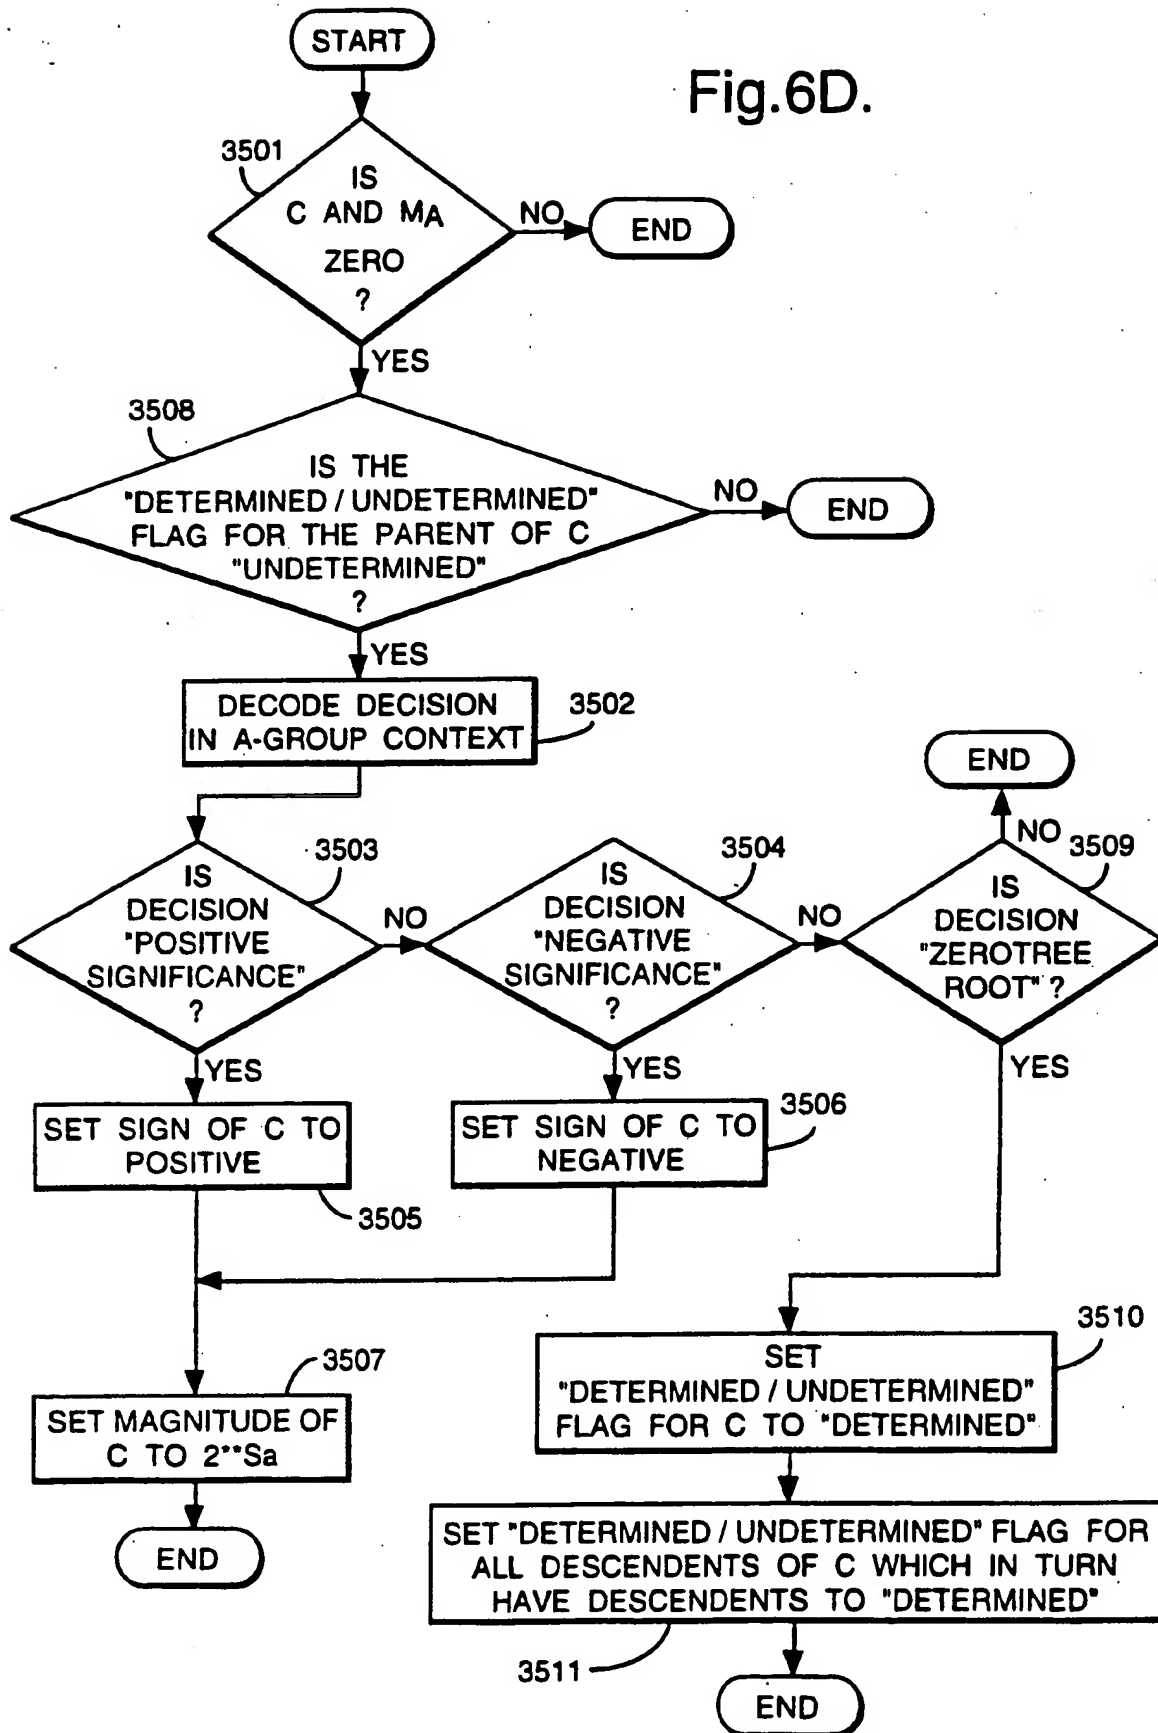 START
Fig.6D.
3501
IS
C AND MA
ZERO
?
NO
END
YES
3508
IS THE
"DETERMINED / UNDETERMINED"
FLAG FOR THE PARENT OF C
"UNDETERMINED"
?
NO
END
YES
DECODE DECISION
IN A-GROUP CONTEXT
3502
END
NO
3503
IS
DECISION
"POSITIVE
SIGNIFICANCE"
?
NO
3504
IS
DECISION
"NEGATIVE
SIGNIFICANCE"
?
NO
3509
IS
DECISION
"ZEROTREE
ROOT" ?
YES
YES
YES
SET SIGN OF C TO
POSITIVE
3505
SET SIGN OF C TO
NEGATIVE
3506
3507
SET MAGNITUDE OF
C TO 2**Sa
END
3510
SET
"DETERMINED / UNDETERMINED"
FLAG FOR C TO "DETERMINED"
SET "DETERMINED / UNDETERMINED" FLAG FOR
ALL DESCENDENTS OF C WHICH IN TURN
HAVE DESCENDENTS TO "DETERMINED"
3511
END